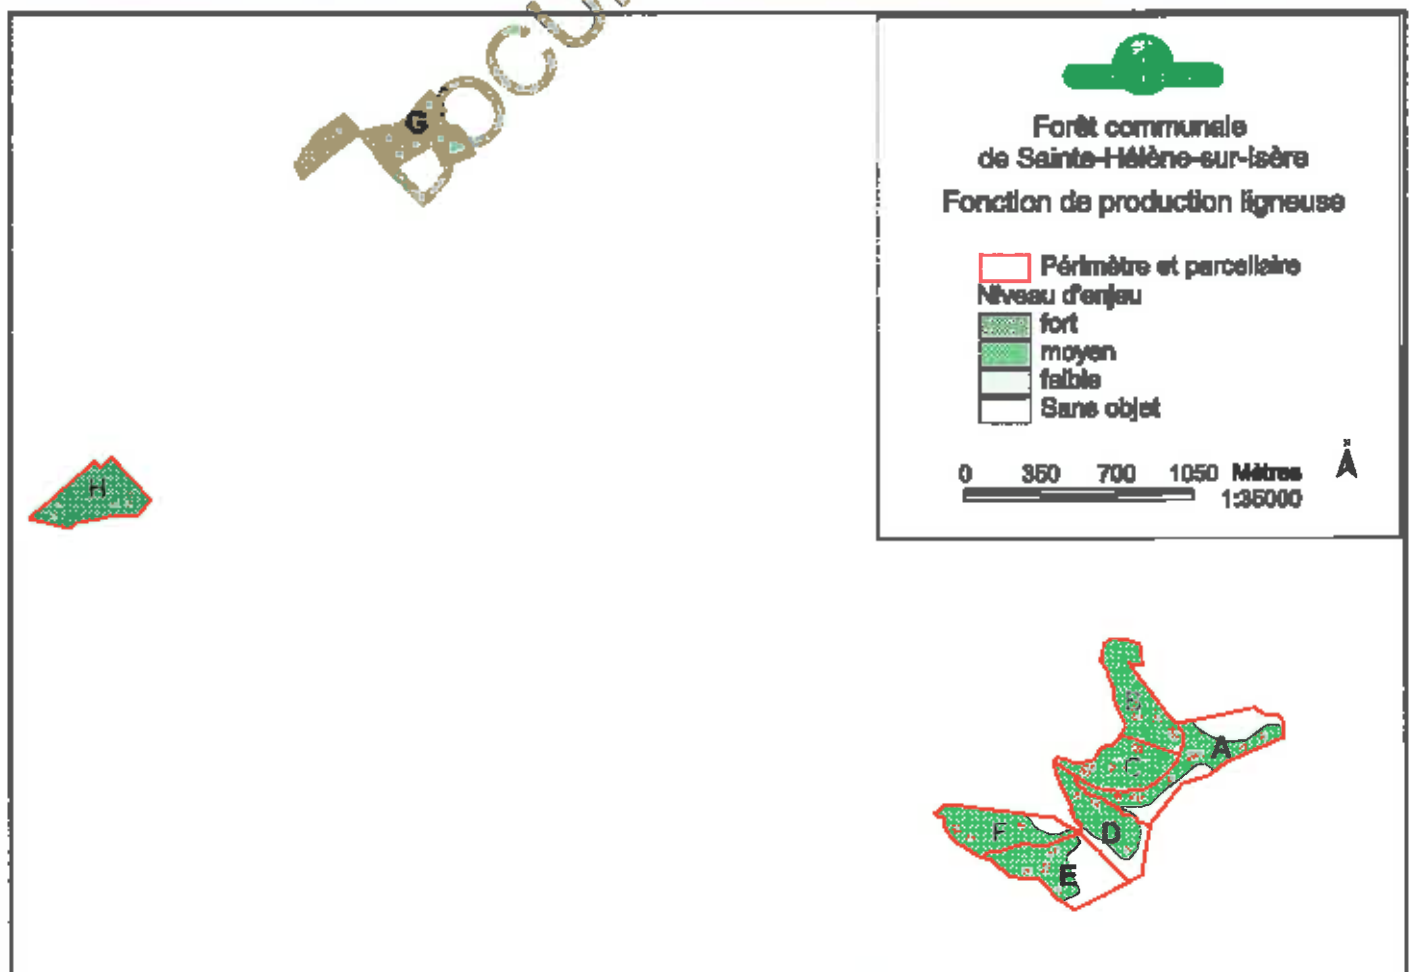 DOCU
G
Forêt communale
de Sainte-Hélène-sur-Isère
Fonction de production ligneuse
Périmètre et parcellaire
Niveau d'enjeu
fort
moyen
faible
Sans objet
0 350 700 1050 Mètres
1:35000
H
B
A
C
F
D
E